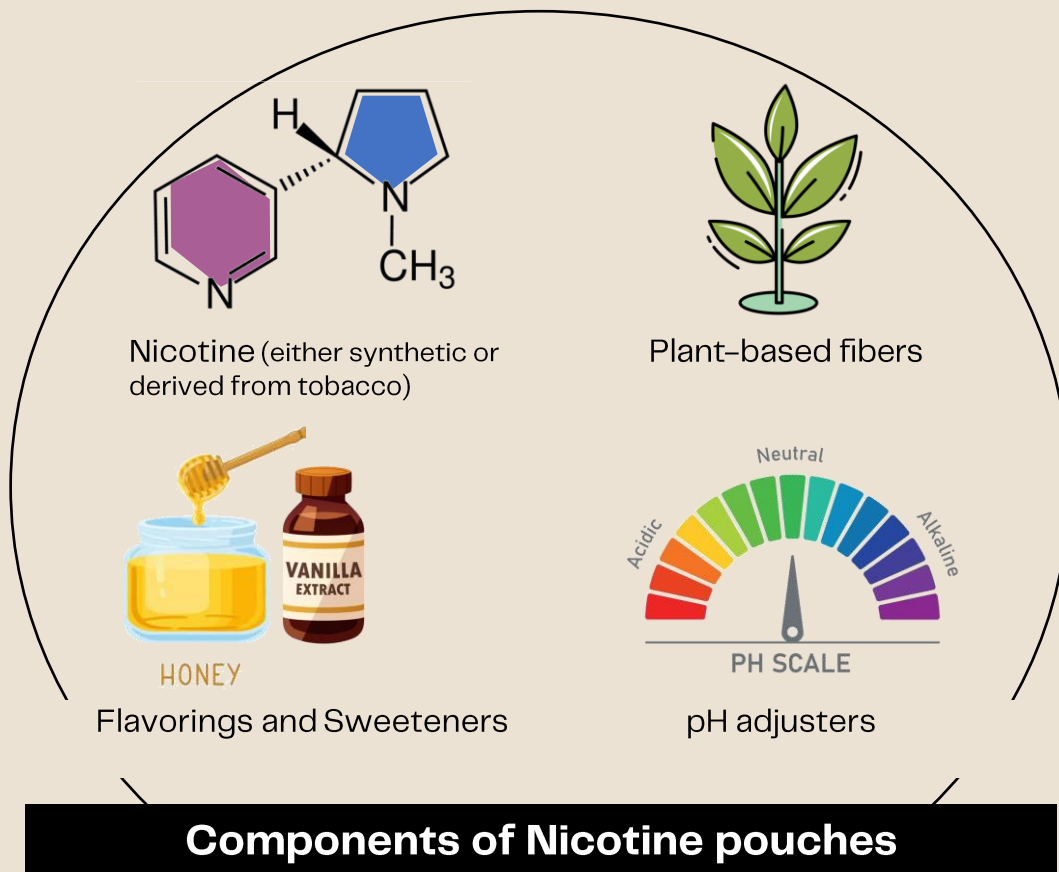 H
N
CH3
N
Nicotine (either synthetic or
derived from tobacco)
Plant-based fibers
VANILLA
EXTRACT
HONEY
Flavorings and Sweeteners
Acidic
Neutral
Alkaline
PH SCALE
pH adjusters
Components of Nicotine pouches